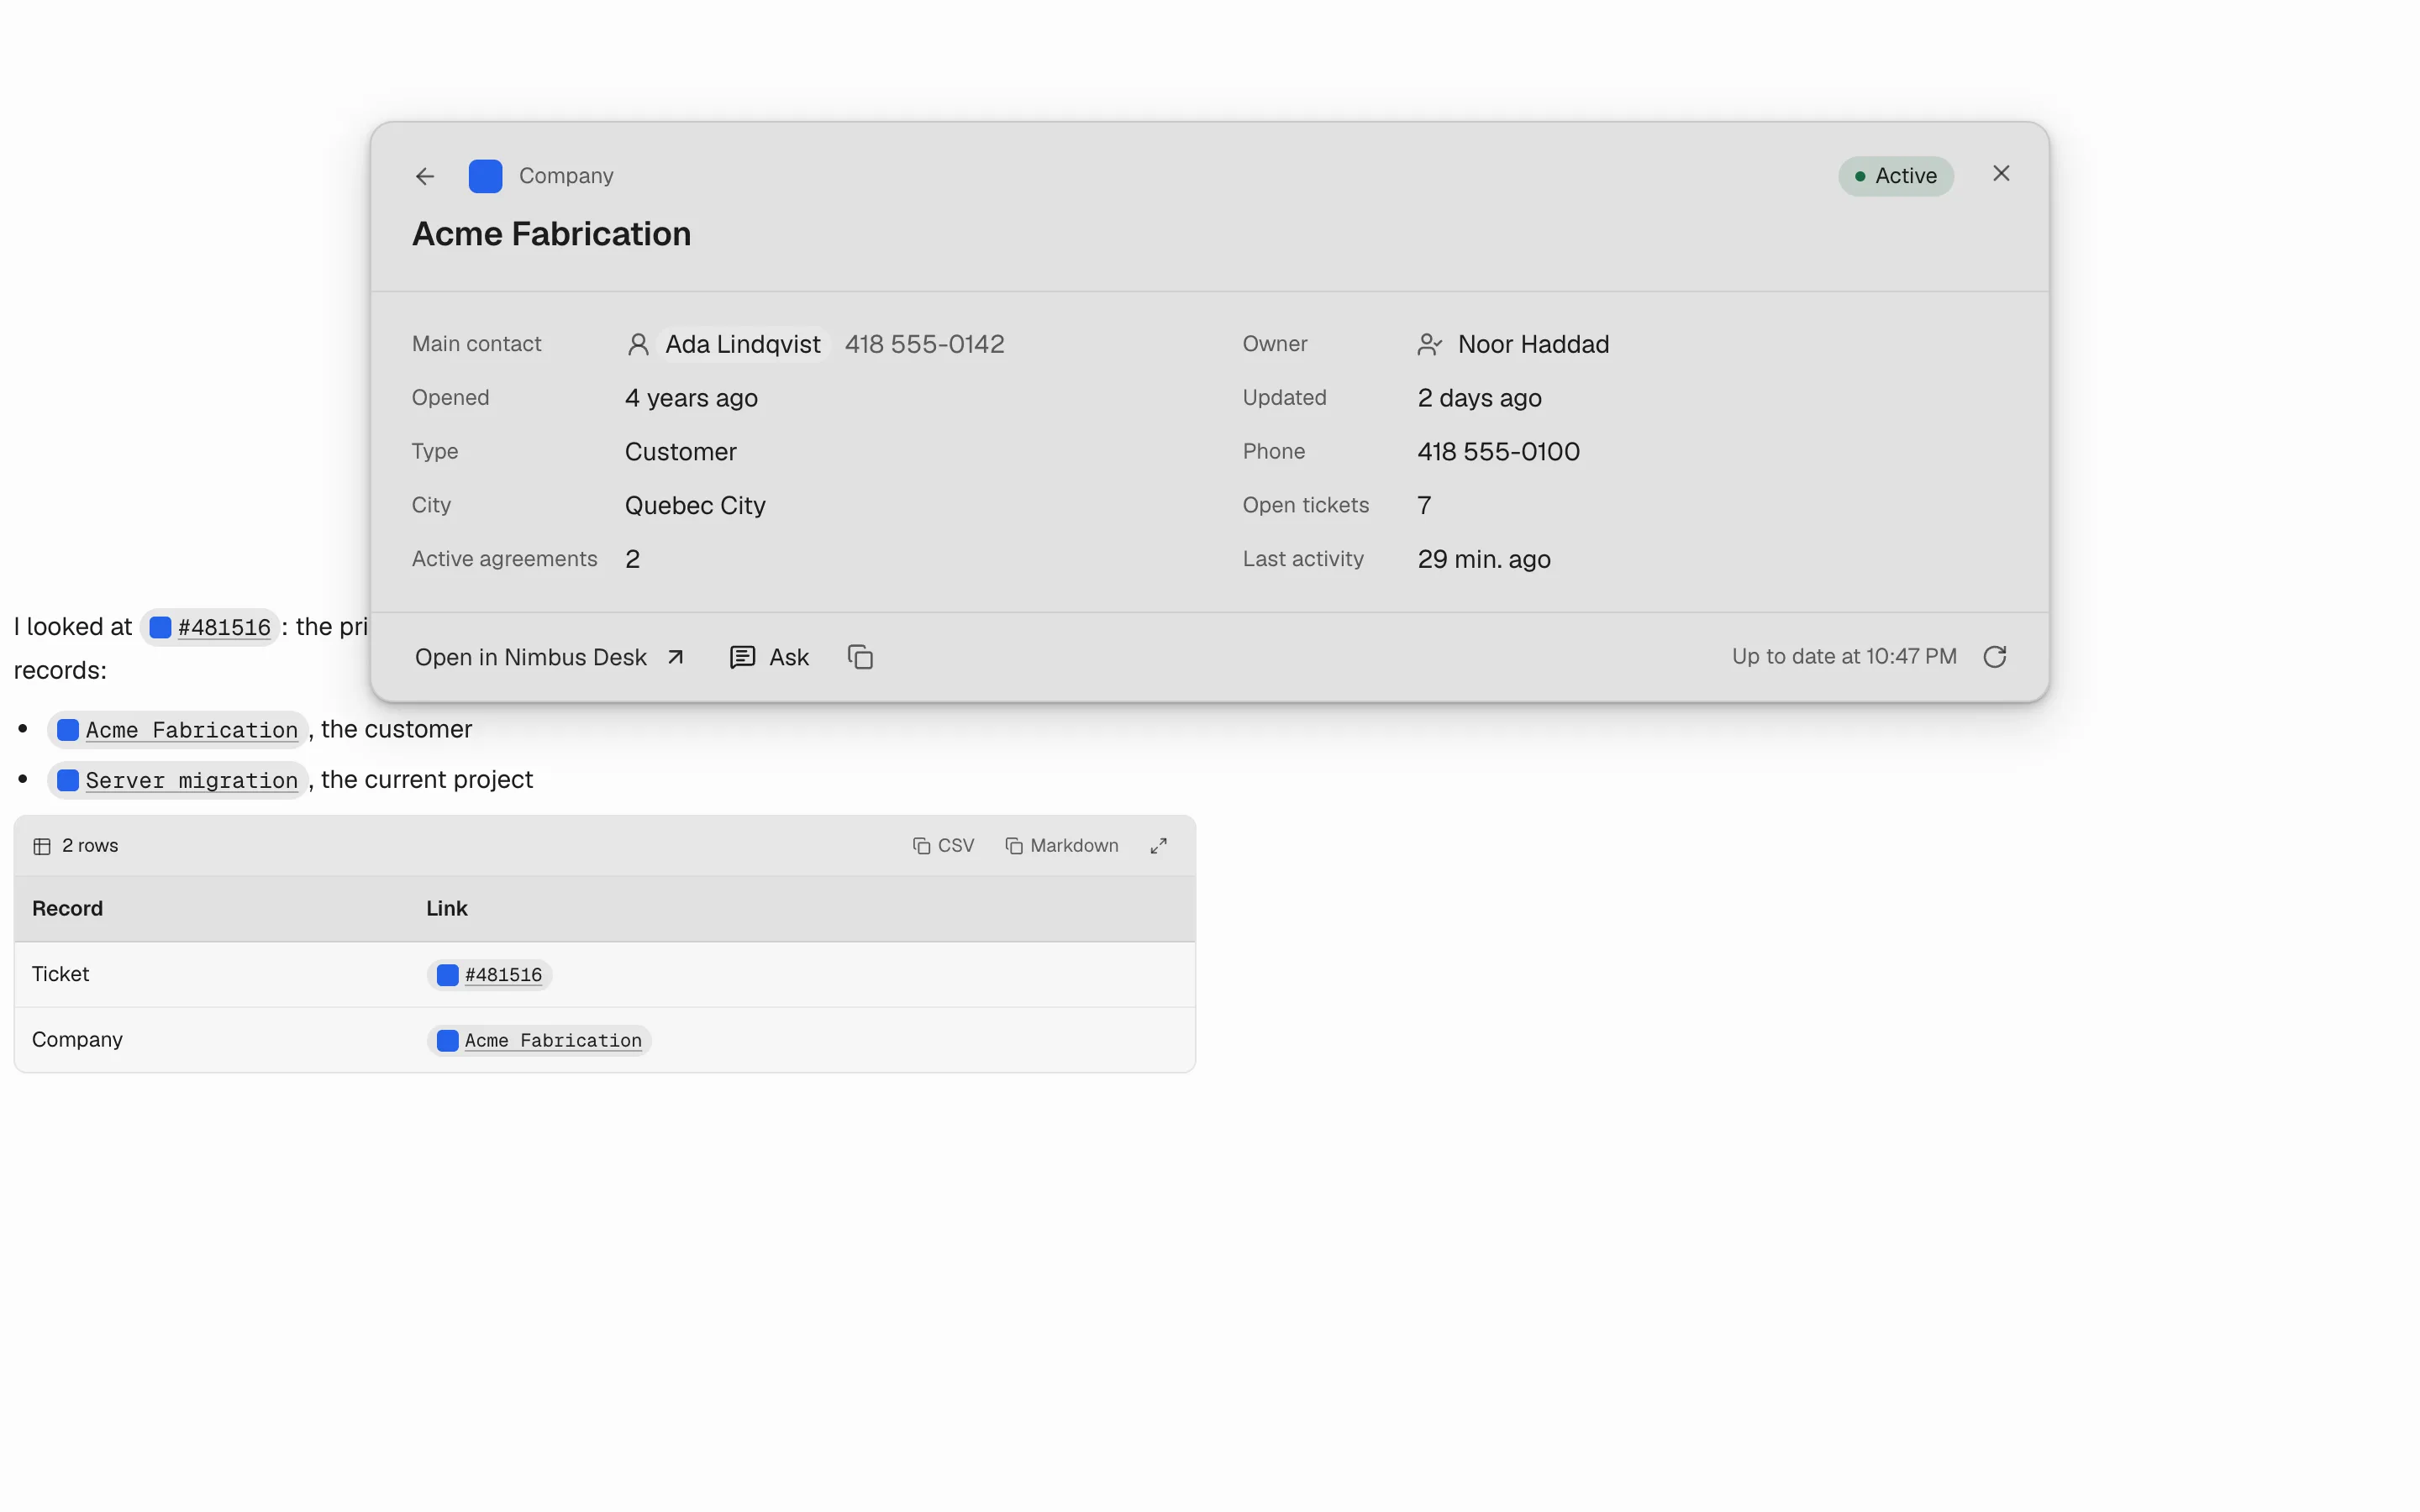 Company
Active
Acme Fabrication
Main contact Ada Lindqvist 418 555-0142
Owner Noor Haddad
Opened 4 years ago
Updated 2 days ago
Type Customer
Phone 418 555-0100
City Quebec City
Open tickets 7
Active agreements 2
Last activity 29 min. ago
Open in Nimbus Desk
Ask
Up to date at 10:47 PM
I looked at #481516: the pri
records:
• Acme Fabrication, the customer
• Server migration, the current project
2 rows
CSV
Markdown
Record Link
Ticket #481516
Company Acme Fabrication